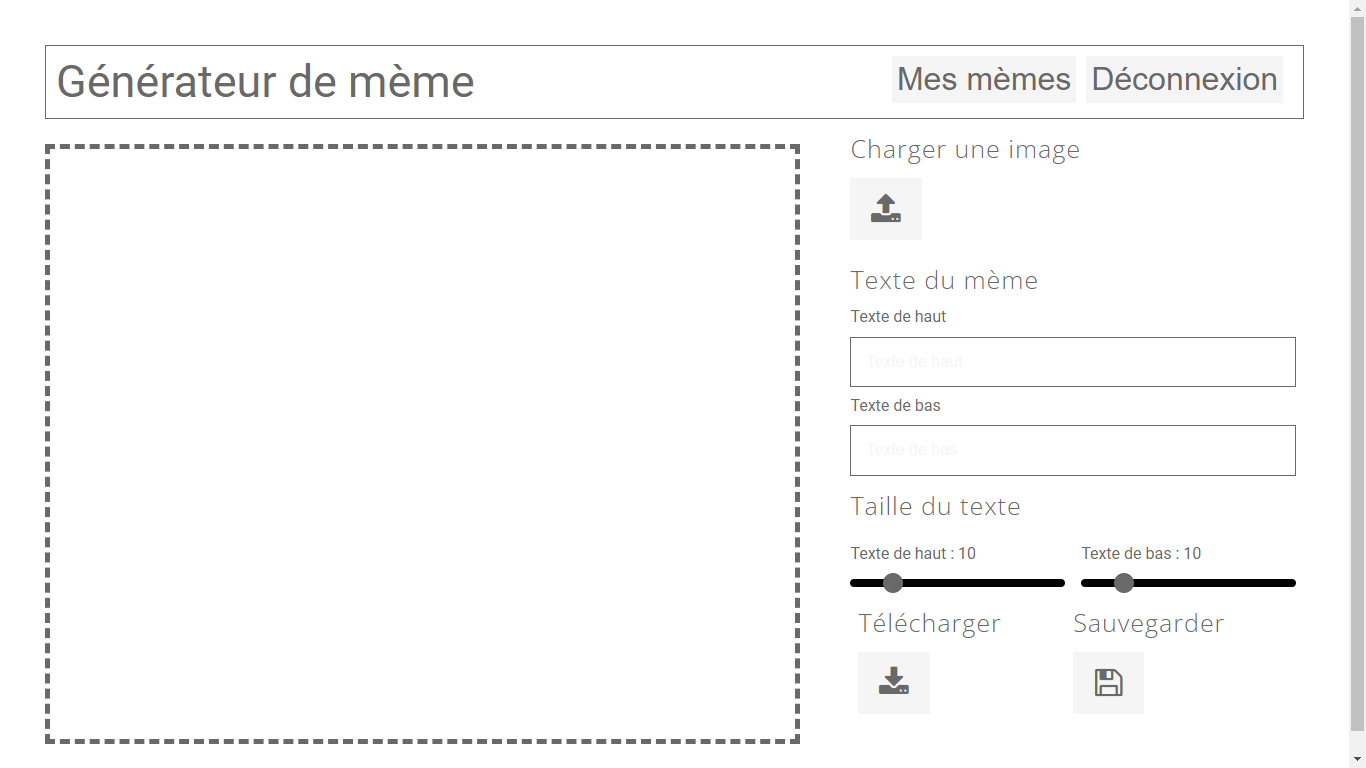 Générateur de mème
Mes mèmes
Déconnexion
Charger une image
Texte du mème
Texte de haut
Texte de haut
Texte de bas
Texte de bas
Taille du texte
Texte de haut : 10
Texte de bas : 10
Télécharger
Sauvegarder